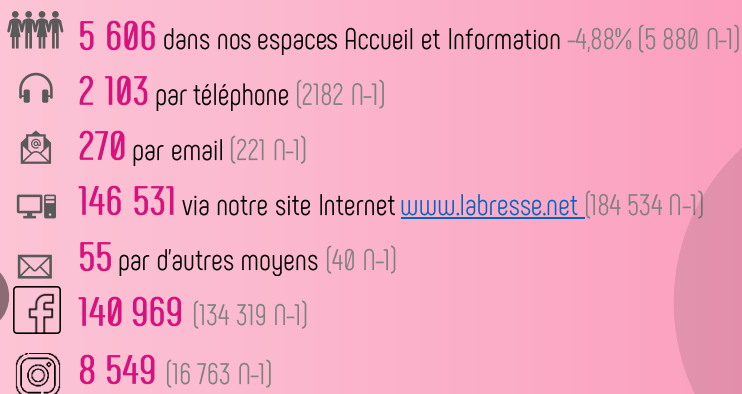 5 606 dans nos espaces Accueil et Information -4,88% (5 880 N-1)
2 103 par téléphone (2182 N-1)
270 par email (221 N-1)
146 531 via notre site Internet www.labresse.net (184 534 N-1)
55 par d'autres moyens (40 N-1)
140 969 (134 319 N-1)
8 549 (16 763 N-1)